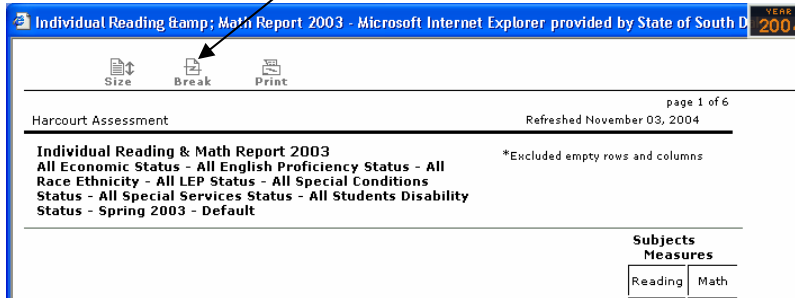 Individual Reading &amp; Math Report 2003 - Microsoft Internet Explorer provided by State of South D
YEAR
200
Size Break Print
page 1 of 6
Harcourt Assessment Refreshed November 03, 2004
Individual Reading & Math Report 2003 *Excluded empty rows and columns
All Economic Status - All English Proficiency Status - All
Race Ethnicity - All LEP Status - All Special Conditions
Status - All Special Services Status - All Students Disability
Status - Spring 2003 - Default
Subjects
Measures
Reading Math